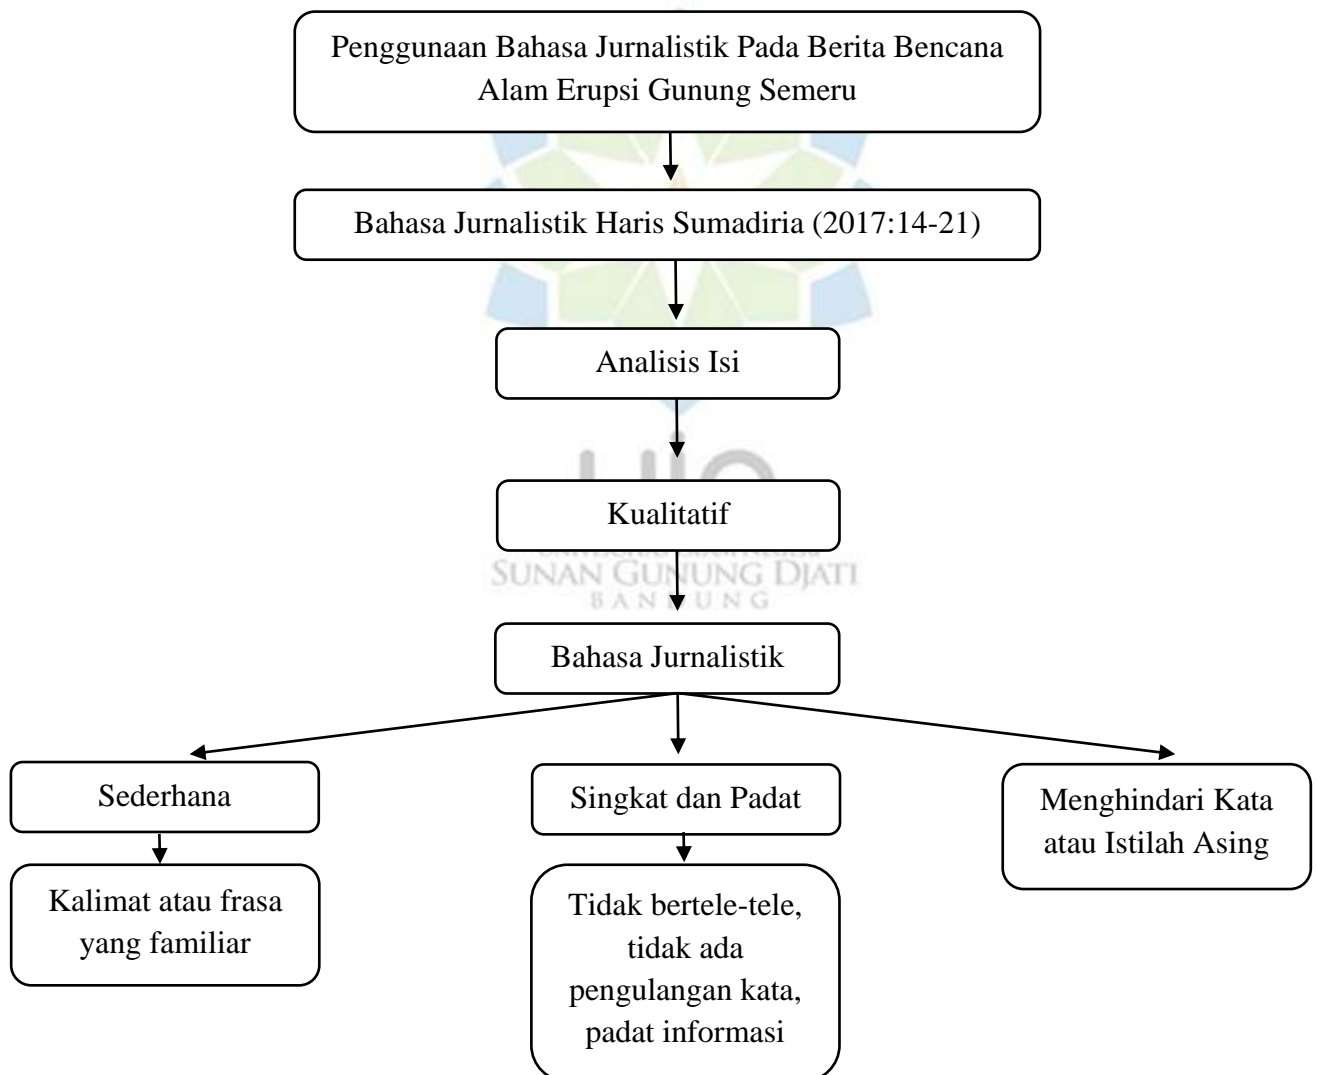 Penggunaan Bahasa Jurnalistik Pada Berita Bencana
Alam Erupsi Gunung Semeru
Bahasa Jurnalistik Haris Sumadiria (2017:14-21)
Analisis Isi
Kualitatif
SUNAN GUNUNG DJATI
Bahasa Jurnalistik
Sederhana
Singkat dan Padat
Menghindari Kata
atau Istilah Asing
Kalimat atau frasa
yang familiar
Tidak bertele-tele,
tidak ada
pengulangan kata,
padat informasi